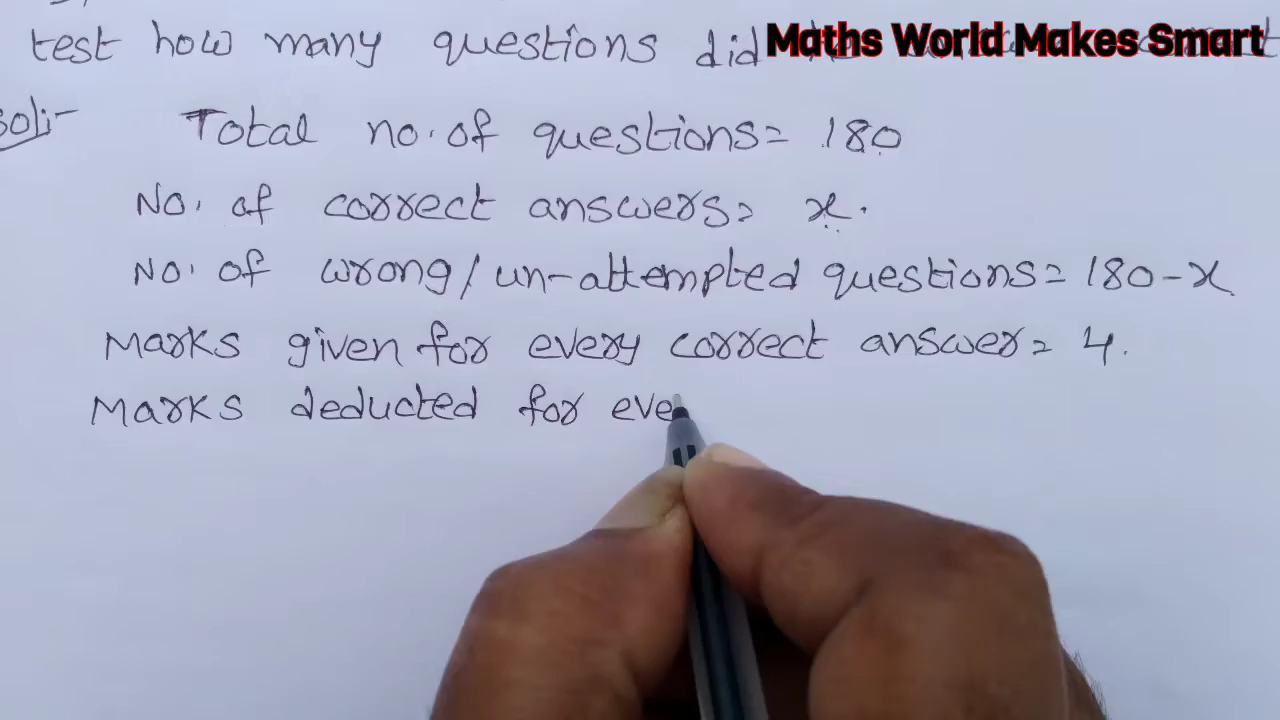 test how many questions did
Maths World Makes Smart
Sol:-
Total no. of questions = 180
No. of correct answers = x.
No. of wrong/un-attempted questions = 180 - x
Marks given for every correct answer = 4.
Marks deducted for eve